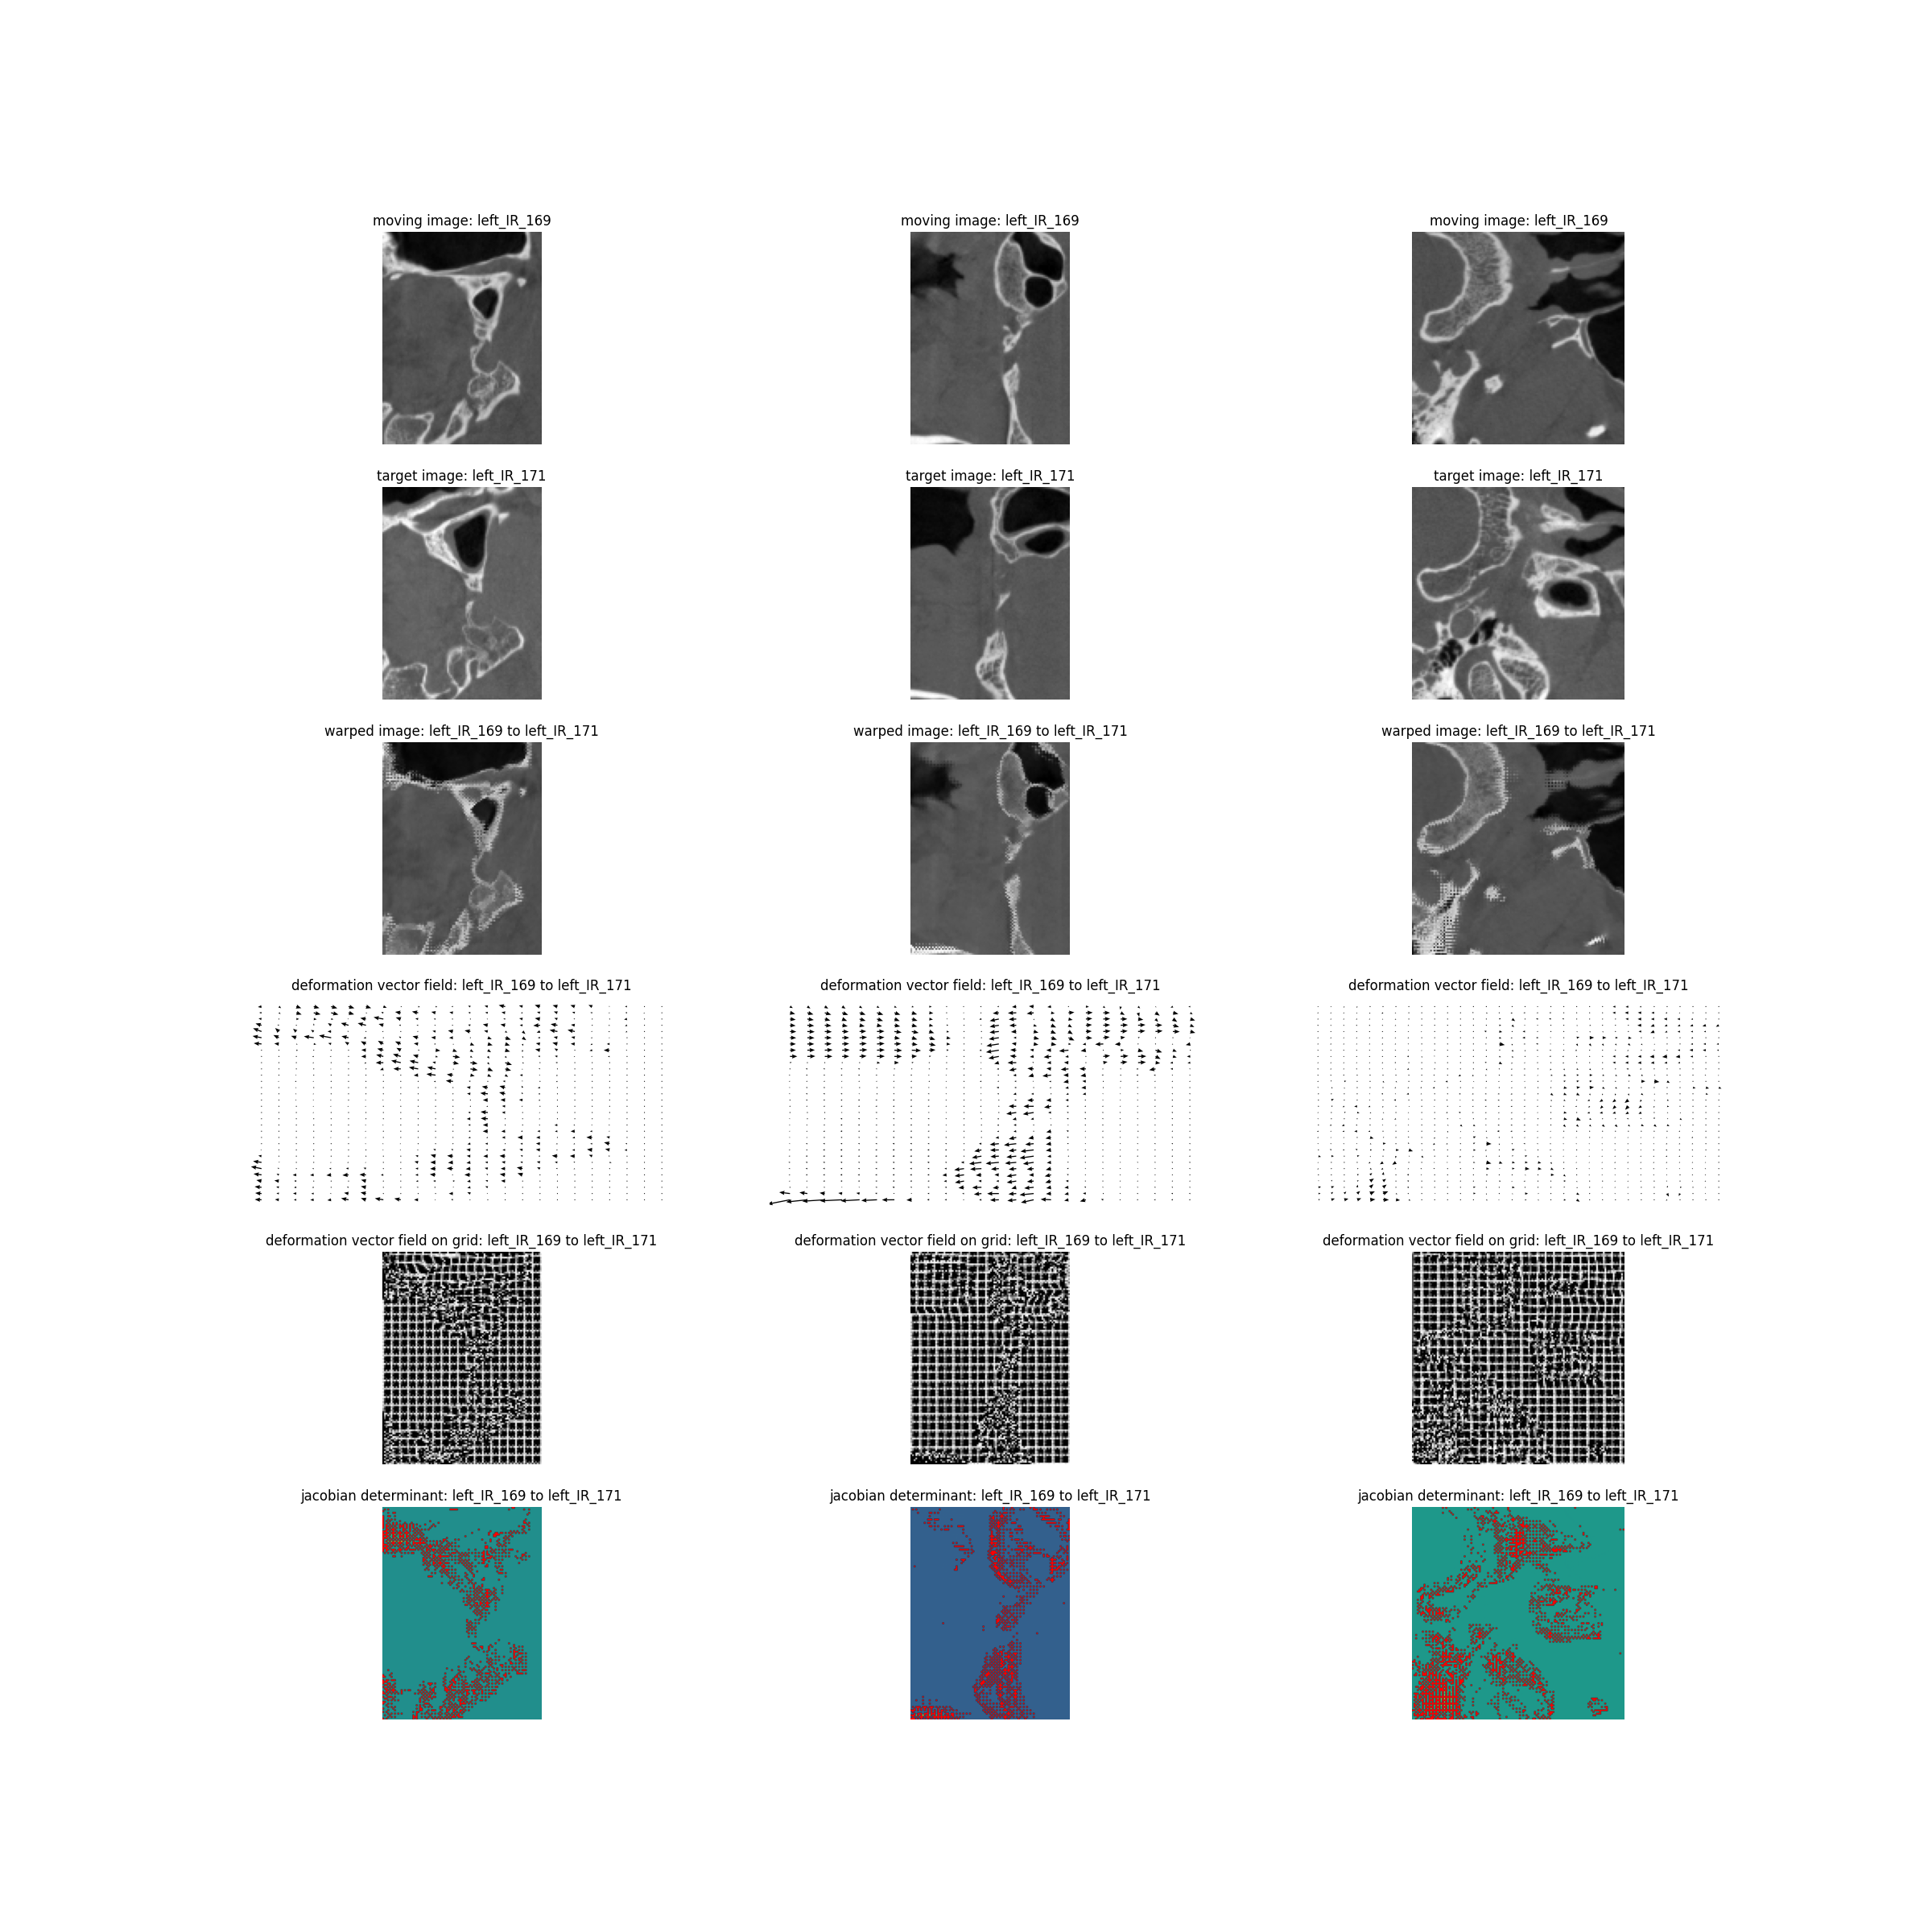 moving image: left_IR_169
moving image: left_IR_169
moving image: left_IR_169
target image: left_IR_171
target image: left_IR_171
target image: left_IR_171
warped image: left_IR_169 to left_IR_171
warped image: left_IR_169 to left_IR_171
warped image: left_IR_169 to left_IR_171
deformation vector field: left_IR_169 to left_IR_171
deformation vector field: left_IR_169 to left_IR_171
deformation vector field: left_IR_169 to left_IR_171
deformation vector field on grid: left_IR_169 to left_IR_171
deformation vector field on grid: left_IR_169 to left_IR_171
deformation vector field on grid: left_IR_169 to left_IR_171
jacobian determinant: left_IR_169 to left_IR_171
jacobian determinant: left_IR_169 to left_IR_171
jacobian determinant: left_IR_169 to left_IR_171